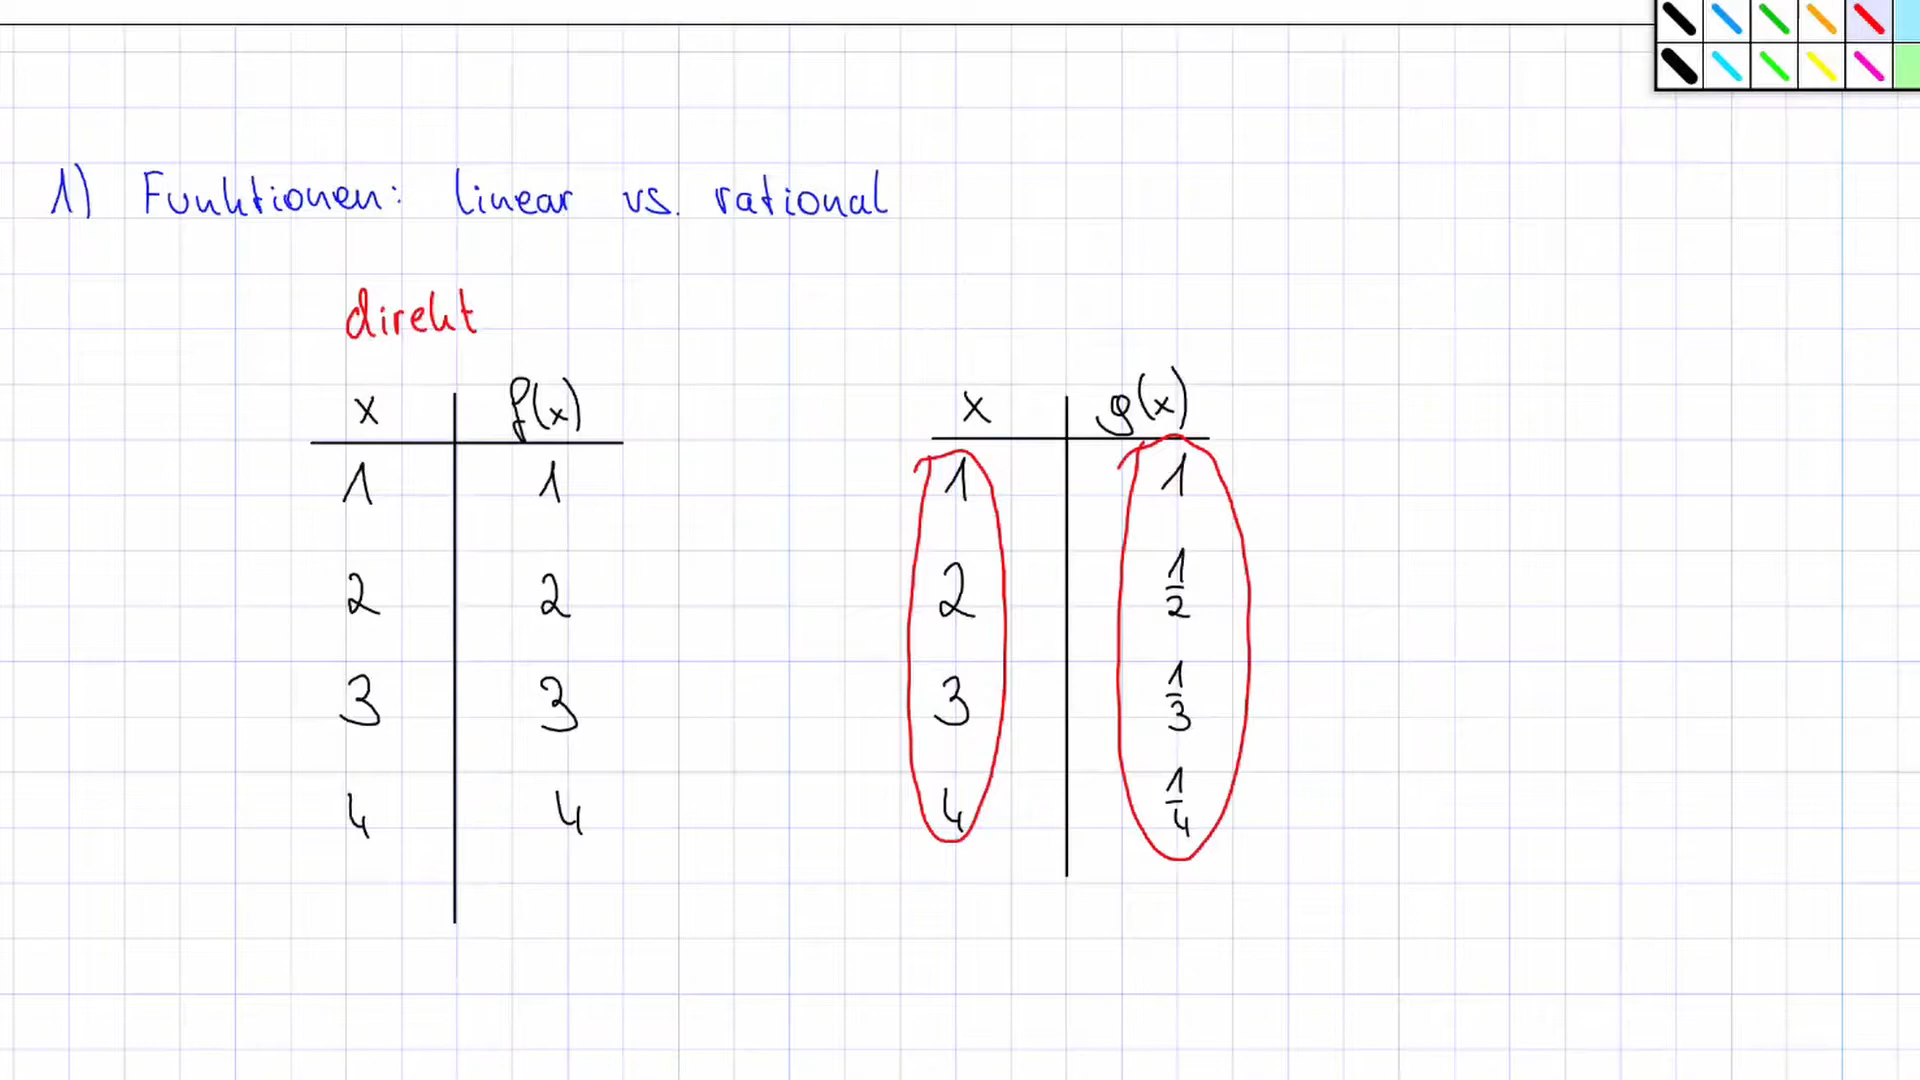 1) Funktionen: linear vs. rational
direkt
x f(x)
1 1
2 2
3 3
4 4
x g(x)
1 1
2 1/2
3 1/3
4 1/4